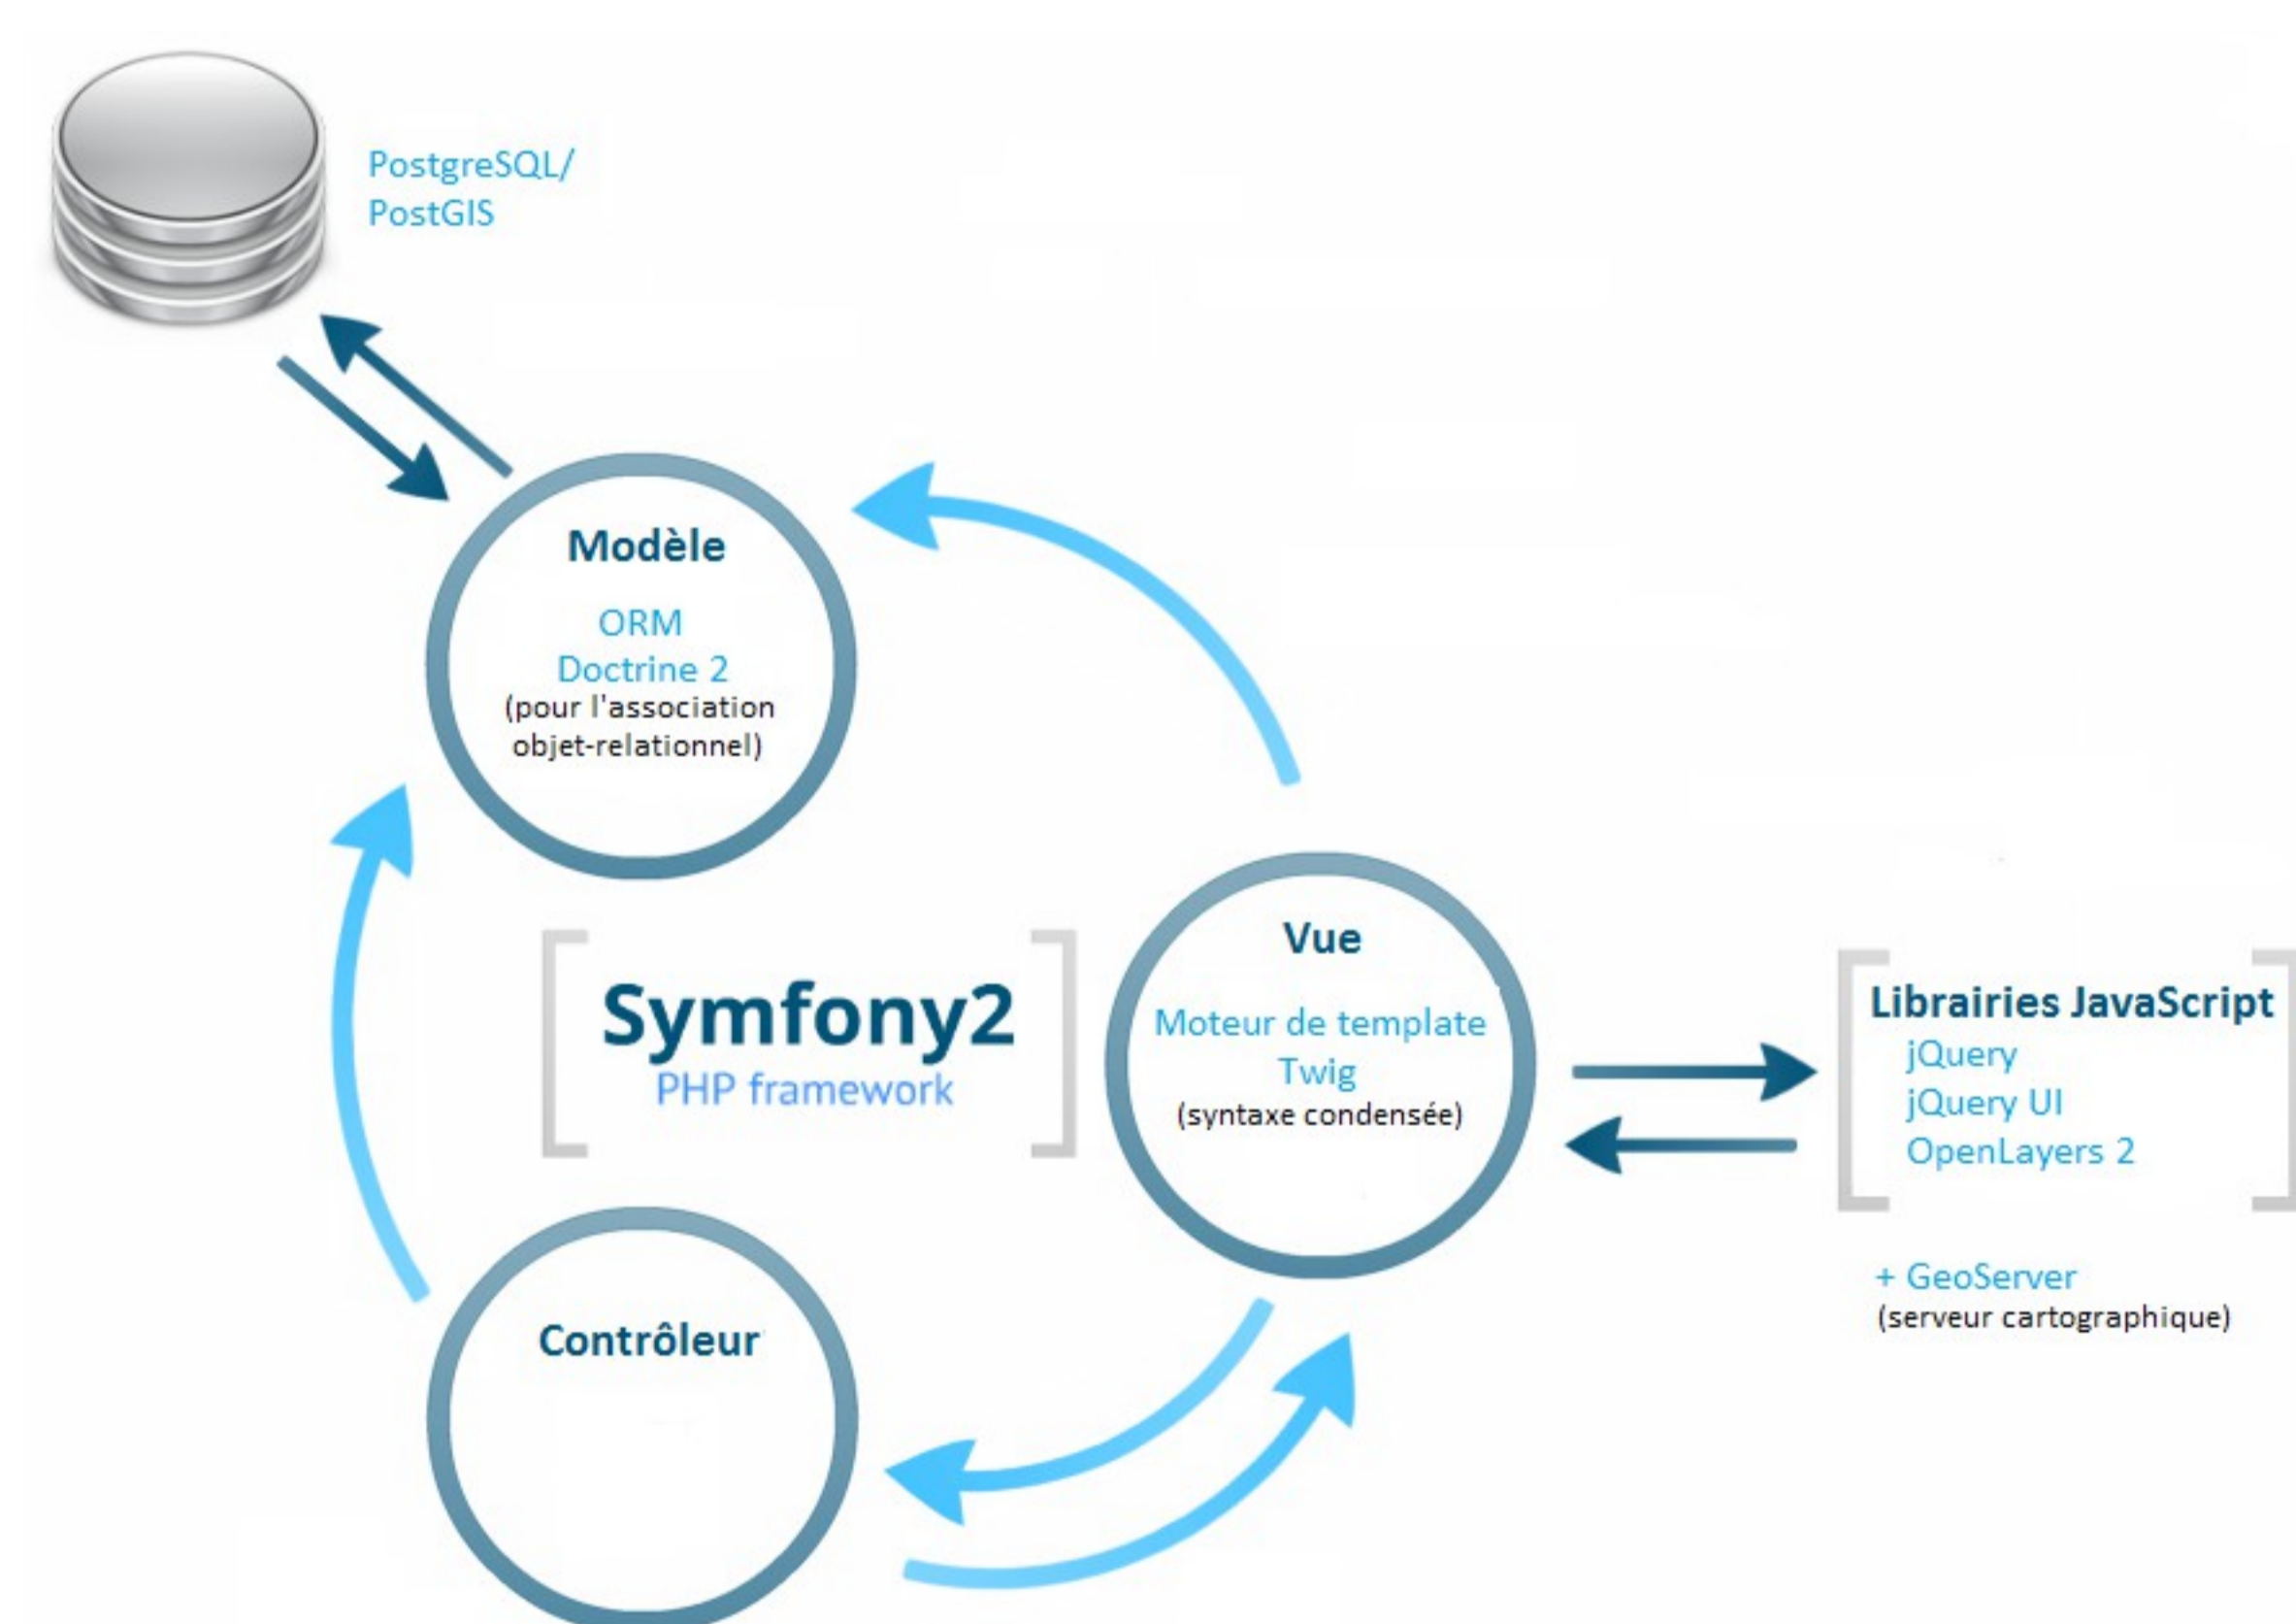 PostgreSQL/
PostGIS
Modèle
ORM
Doctrine 2
(pour l'association
objet-relationnel)
Symfony2
PHP framework
Vue
Moteur de template
Twig
(syntaxe condensée)
Librairies JavaScript
jQuery
jQuery UI
OpenLayers 2
+ GeoServer
(serveur cartographique)
Contrôleur